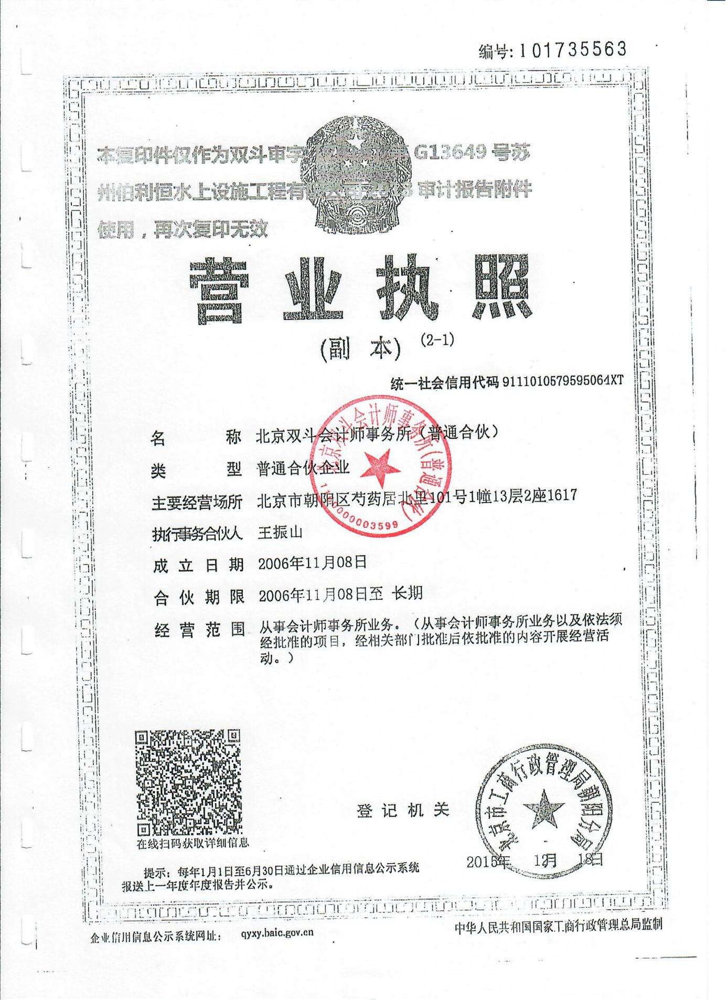 编号: 101735563
本复印件仅作为双斗审字 G13649 号苏
州伯利恒水上设施工程有限公司 2023 审计报告附件
使用，再次复印无效
营业执照
(副 本) (2-1)
统一社会信用代码 91110105795950641XT
名 称 北京双斗会计师事务所（普通合伙）
类 型 普通合伙企业
主要经营场所 北京市朝阳区芍药居北里101号1幢13层2座1617
执行事务合伙人 王振山
成立日期 2006年11月08日
合伙期限 2006年11月08日至 长期
经营范围 从事会计师事务所业务。（从事会计师事务所业务以及依法须
经批准的项目，经相关部门批准后依批准的内容开展经营活
动。）
北京双斗会计师事务所(普通合伙)
1100000003599
在线扫码获取详细信息
登记机关
北京市工商行政管理局朝阳分局
2015年 12月 18日
提示：每年1月1日至6月30日通过企业信用信息公示系统
报送上一年度年度报告并公示。
企业信用信息公示系统网址： qyxy.baic.gov.cn
中华人民共和国国家工商行政管理总局监制